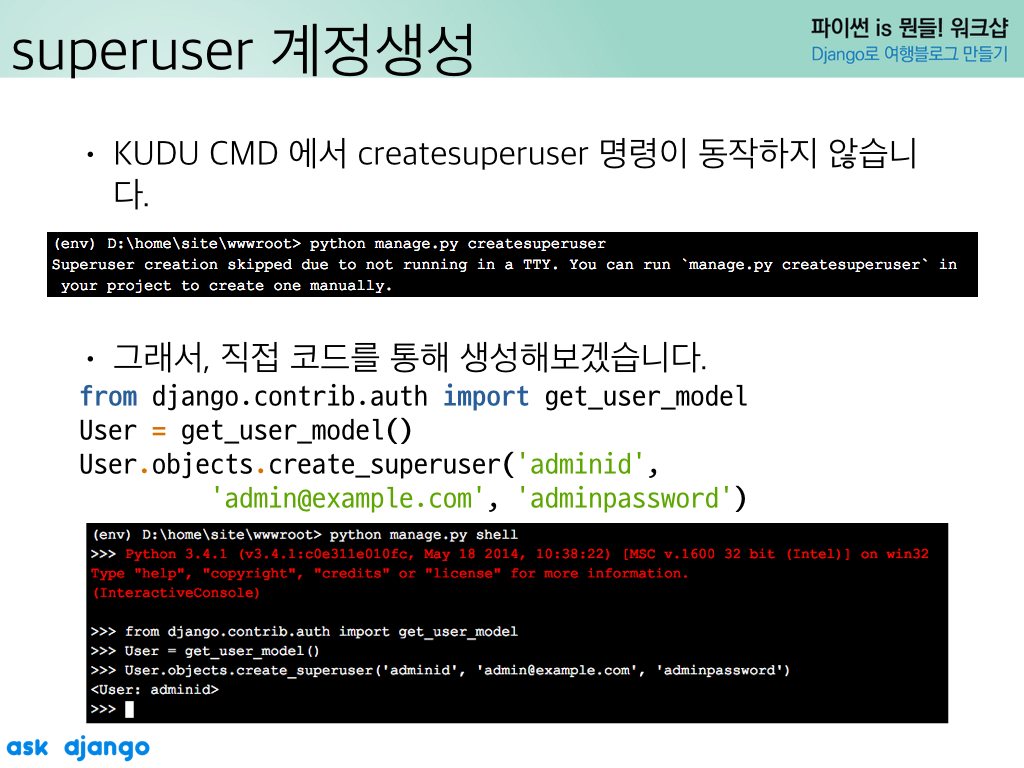 superuser 계정생성
파이썬 is 뭔들! 워크샵
Django로 여행블로그 만들기
• KUDU CMD 에서 createsuperuser 명령이 동작하지 않습니
다.
(env) D:\home\site\wwwroot> python manage.py createsuperuser
Superuser creation skipped due to not running in a TTY. You can run `manage.py createsuperuser` in
your project to create one manually.
• 그래서, 직접 코드를 통해 생성해보겠습니다.
from django.contrib.auth import get_user_model
User = get_user_model()
User.objects.create_superuser('adminid',
'admin@example.com', 'adminpassword')
(env) D:\home\site\wwwroot> python manage.py shell
>>> Python 3.4.1 (v3.4.1:c0e311e010fc, May 18 2014, 10:38:22) [MSC v.1600 32 bit (Intel)] on win32
Type "help", "copyright", "credits" or "license" for more information.
(InteractiveConsole)
>>> from django.contrib.auth import get_user_model
>>> User = get_user_model()
>>> User.objects.create_superuser('adminid', 'admin@example.com', 'adminpassword')
<User: adminid>
>>>
ask django